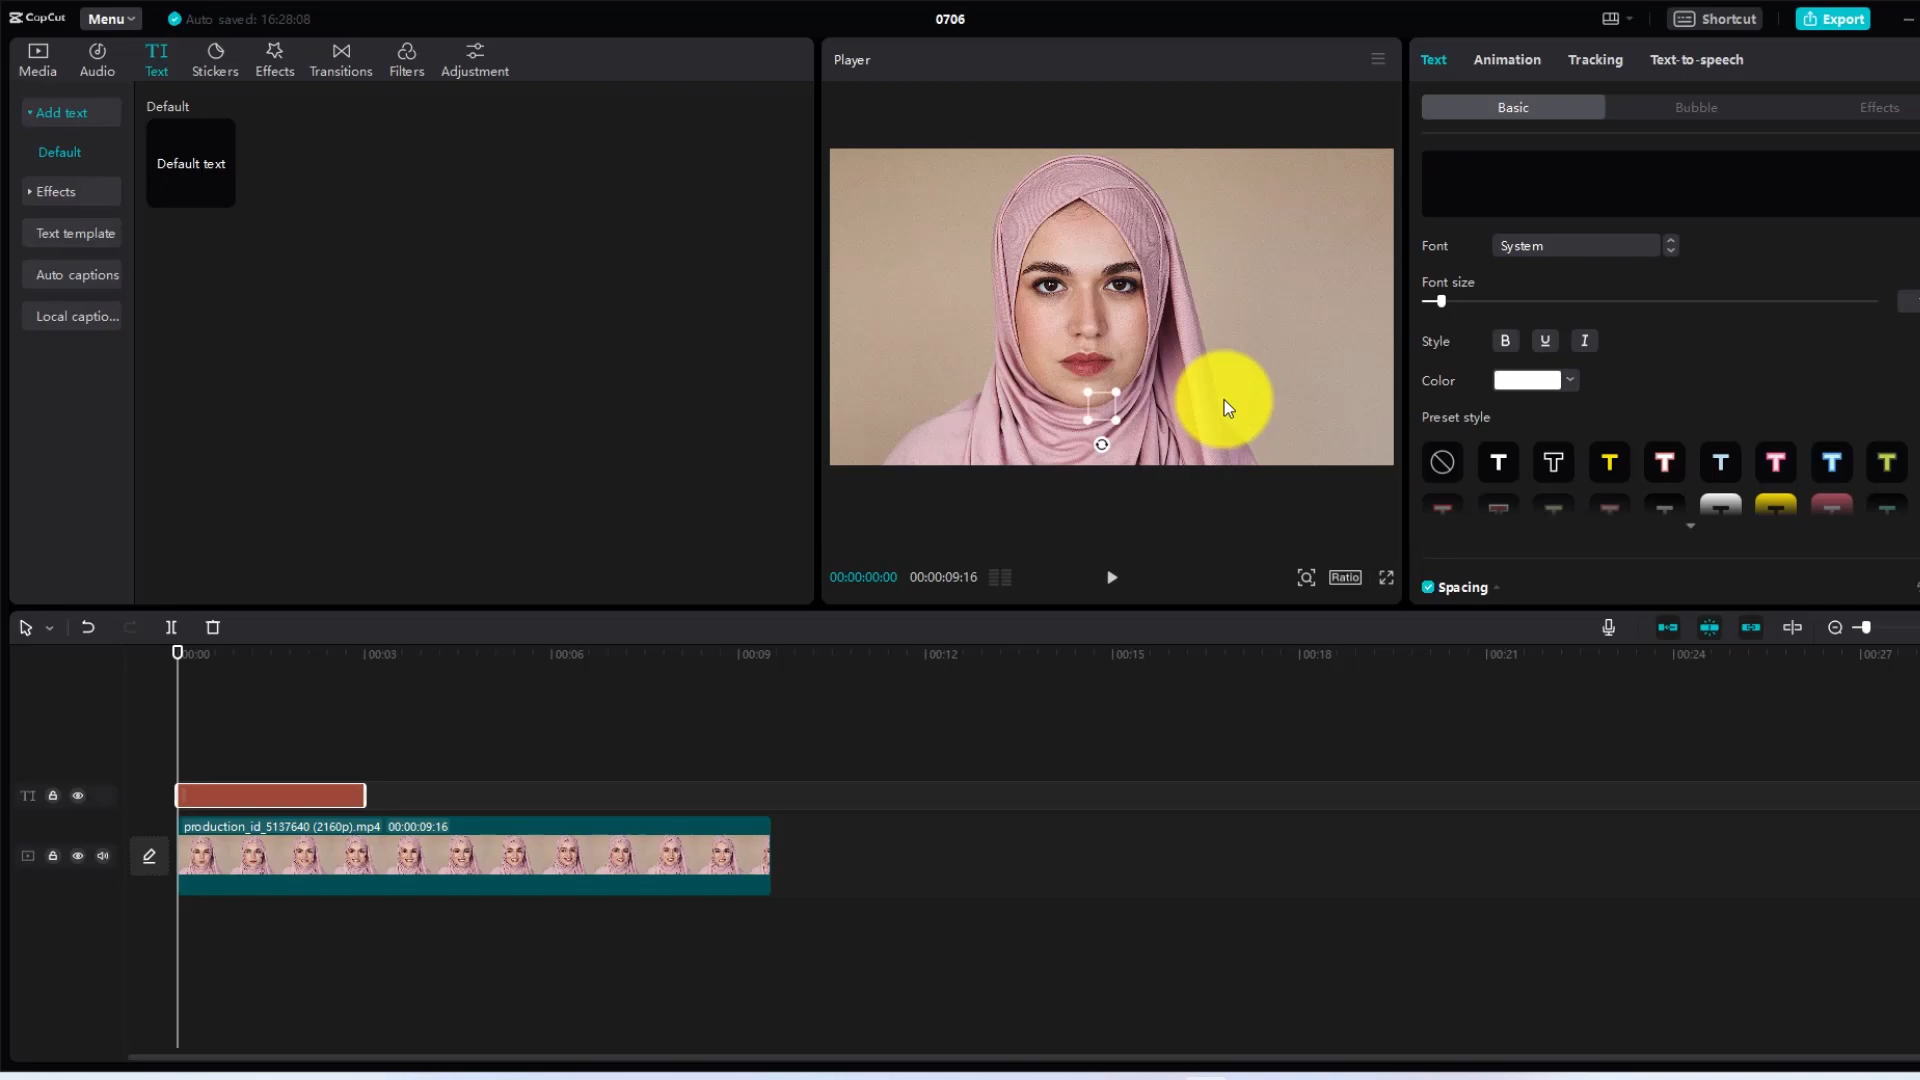 CapCut Menu Auto saved: 16:28:08 0706 Shortcut Export
Media Audio TI Text Stickers Effects Transitions Filters Adjustment
Add text
Default
Effects
Text template
Auto captions
Local captio...
Default
Default text
Player
00:00:00:00 00:00:09:16 Ratio
Text Animation Tracking Text-to-speech
Basic Bubble Effects
Font System
Font size
Style B U I
Color
Preset style
T T T T T T T T
Spacing
00:00 00:03 00:06 00:09 00:12 00:15 00:18 00:21 00:24 00:27
TI
production_id_5137640 (2160p).mp4 00:00:09:16